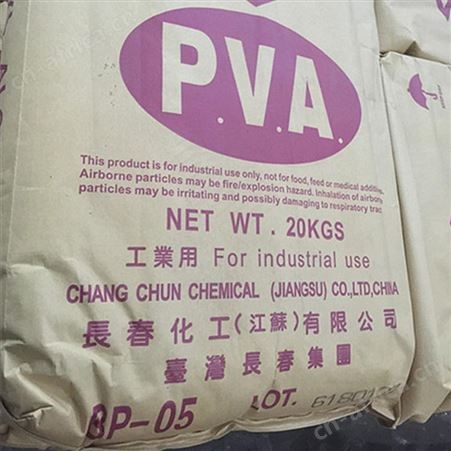 P.V.A.
This product is for industrial use only, not for food, feed or medical additive
Airborne particles may be fire/explosion hazard. Inhalation of airborne
particles may be irritating and possibly damaging to respiratory trac
NET WT. 20KGS
工業用 For industrial use
CHANG CHUN CHEMICAL (JIANGSU) CO.,LTD,CHINA
長春化工(江蘇)有限公司
臺灣長春集團
BP-05 LOT.